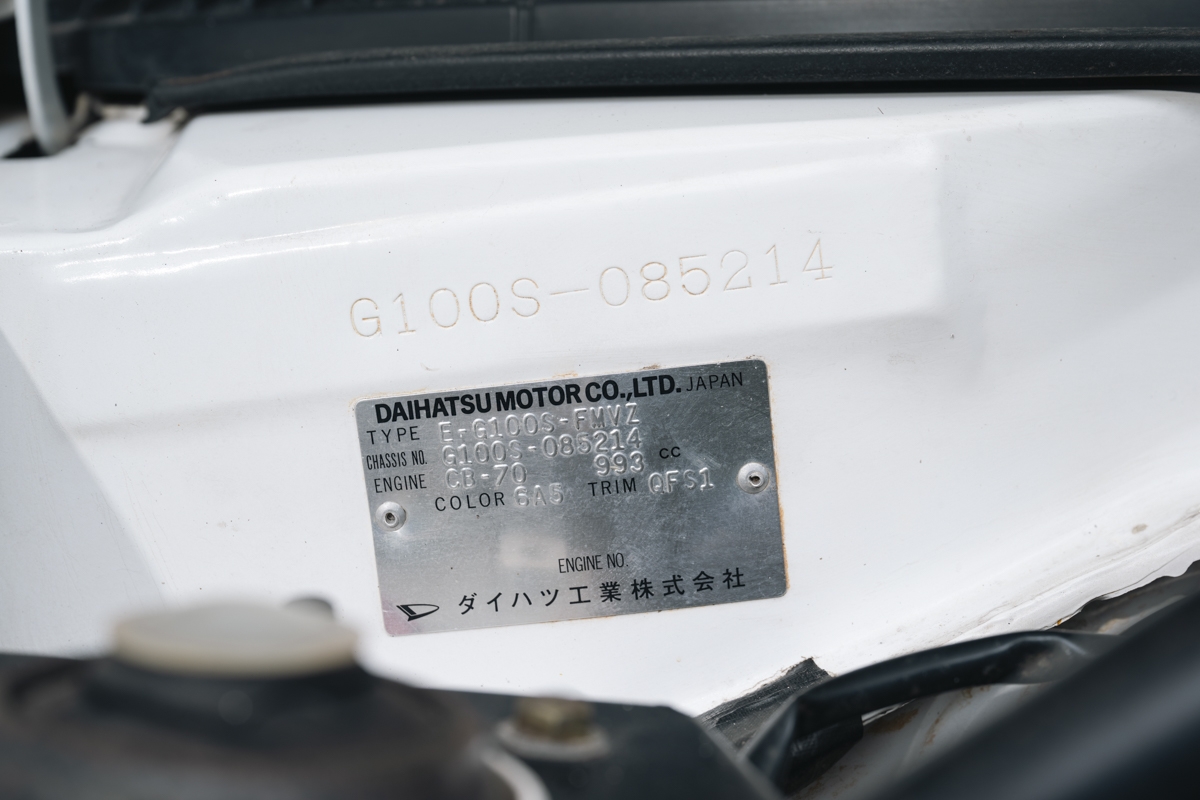 G100S-085214
DAIHATSU MOTOR CO.,LTD. JAPAN
TYPE E-G100S-FMVZ
CHASSIS NO. G100S-085214
ENGINE CB-70 993 CC
COLOR 6A5 TRIM QFS1
ENGINE NO.
ダイハツ工業株式会社